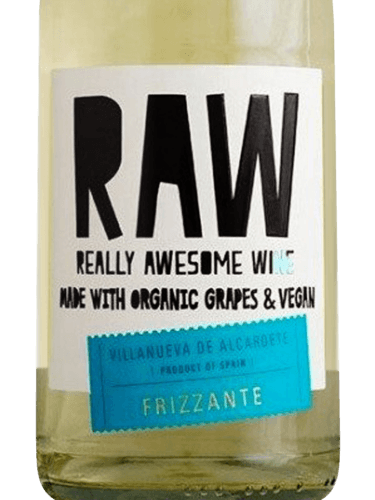 RAW
REALLY AWESOME WINE
MADE WITH ORGANIC GRAPES & VEGAN
VILLANUEVA DE ALCARDETE
| PRODUCT OF SPAIN |
FRIZZANTE